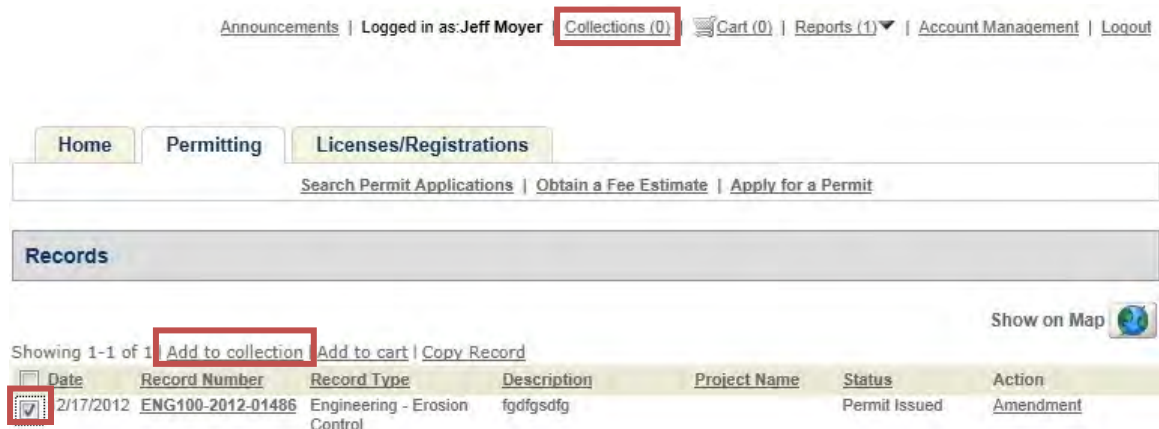 Announcements | Logged in as:Jeff Moyer | Collections (0) | Cart (0) | Reports (1) | Account Management | Logout
Home Permitting Licenses/Registrations
Search Permit Applications | Obtain a Fee Estimate | Apply for a Permit
Records
Show on Map
Showing 1-1 of 1 | Add to collection | Add to cart | Copy Record
Date Record Number Record Type Description Project Name Status Action
2/17/2012 ENG100-2012-01486 Engineering - Erosion fgdfgsdfg Permit Issued Amendment
Control